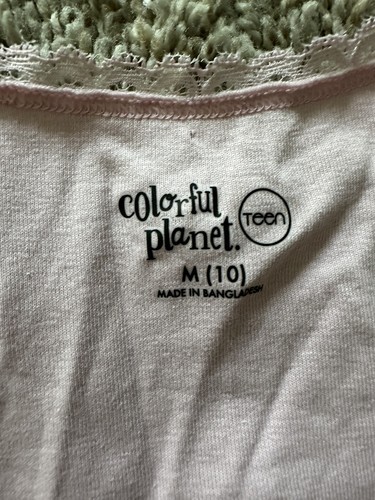 colorful
planet.
Teen
M (10)
MADE IN BANGLADESH